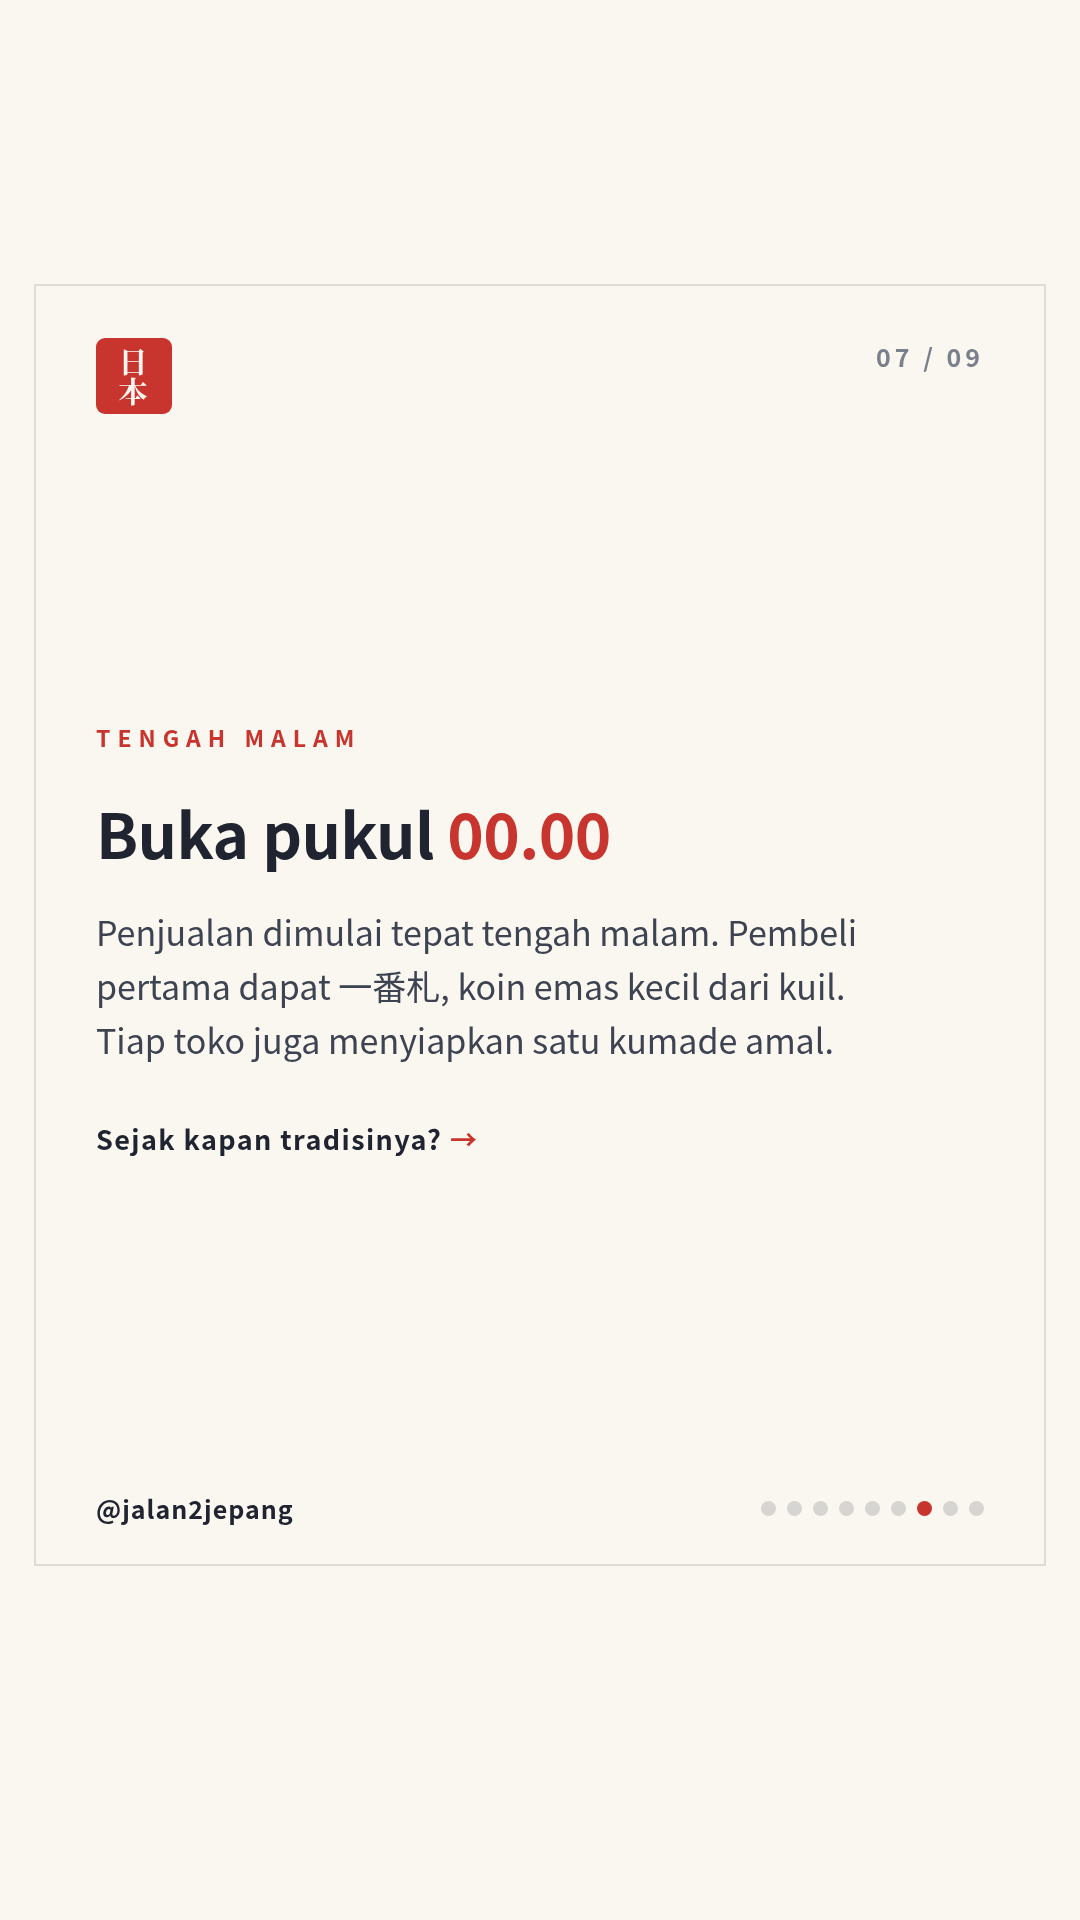 日
本
07 / 09
TENGAH MALAM
Buka pukul 00.00
Penjualan dimulai tepat tengah malam. Pembeli
pertama dapat 一番札, koin emas kecil dari kuil.
Tiap toko juga menyiapkan satu kumade amal.
Sejak kapan tradisinya? →
@jalan2jepang